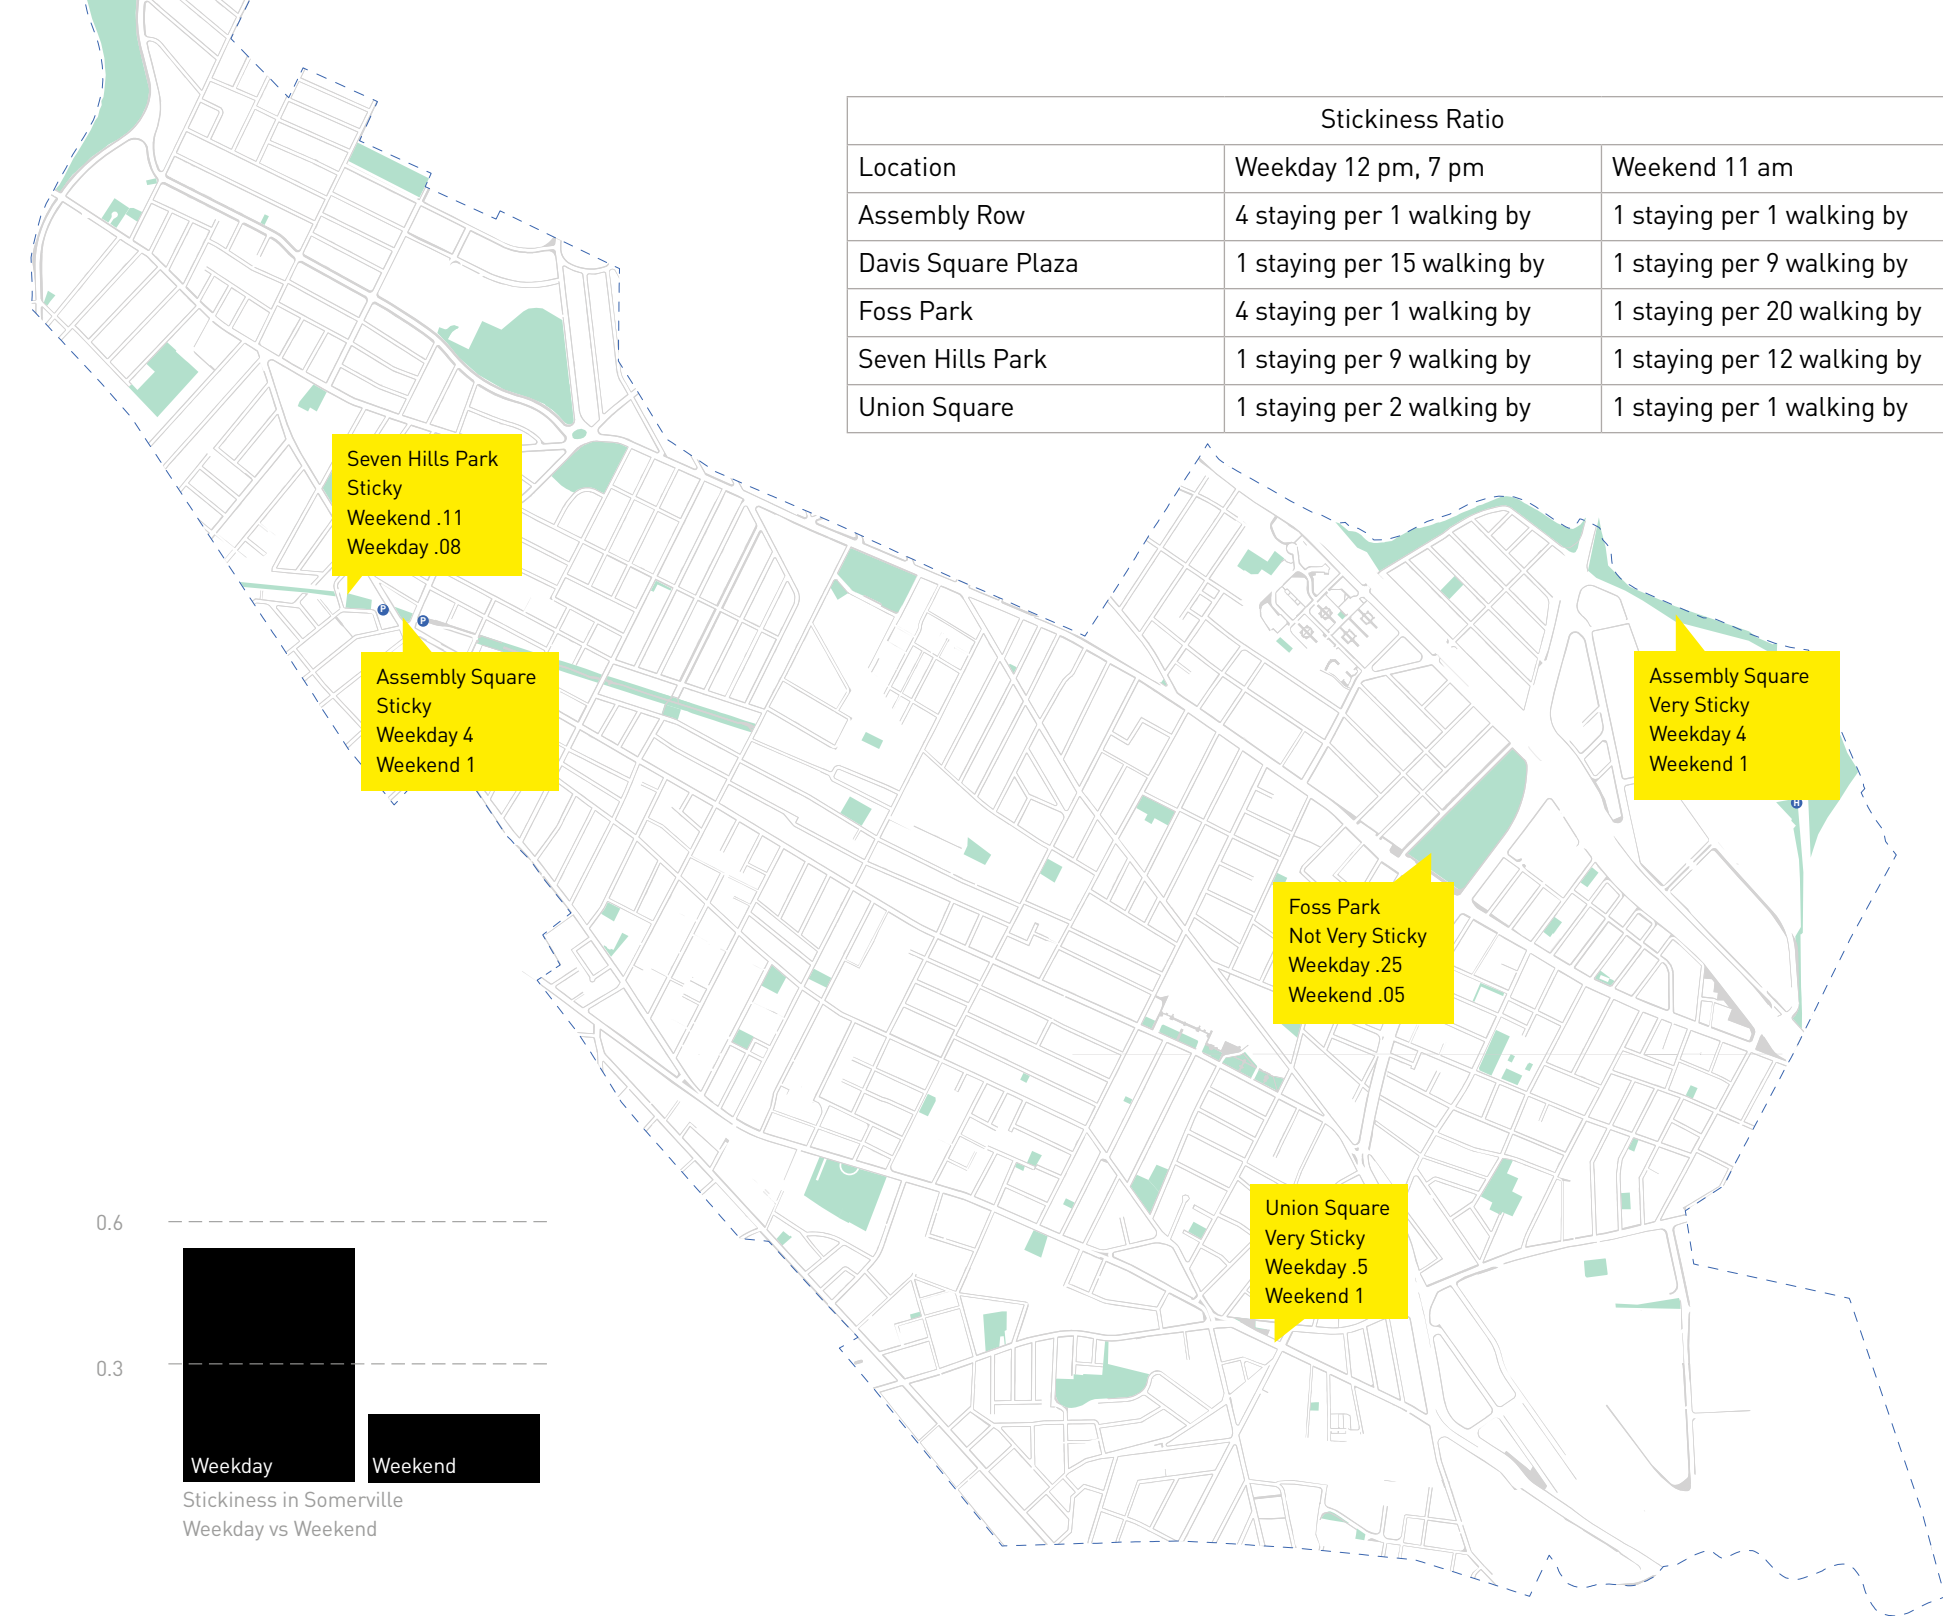 Stickiness Ratio
Location Weekday 12 pm, 7 pm Weekend 11 am
Assembly Row 4 staying per 1 walking by 1 staying per 1 walking by
Davis Square Plaza 1 staying per 15 walking by 1 staying per 9 walking by
Foss Park 4 staying per 1 walking by 1 staying per 20 walking by
Seven Hills Park 1 staying per 9 walking by 1 staying per 12 walking by
Union Square 1 staying per 2 walking by 1 staying per 1 walking by
Seven Hills Park
Sticky
Weekend .11
Weekday .08
P
P
Assembly Square
Sticky
Weekday 4
Weekend 1
Assembly Square
Very Sticky
Weekday 4
Weekend 1
H
Foss Park
Not Very Sticky
Weekday .25
Weekend .05
Union Square
Very Sticky
Weekday .5
Weekend 1
0.6
0.3
Weekday Weekend
Stickiness in Somerville
Weekday vs Weekend